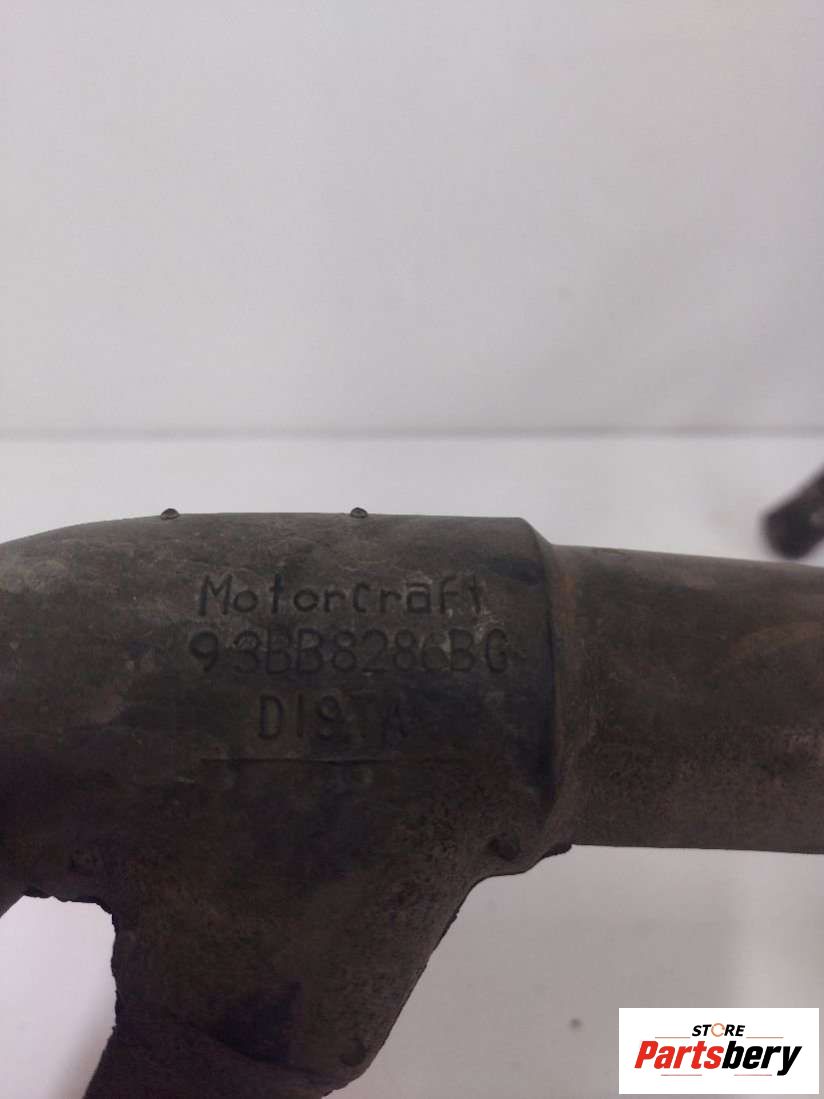 Motorcraft
93BB8286BG
DISTA
STORE
Partsbery